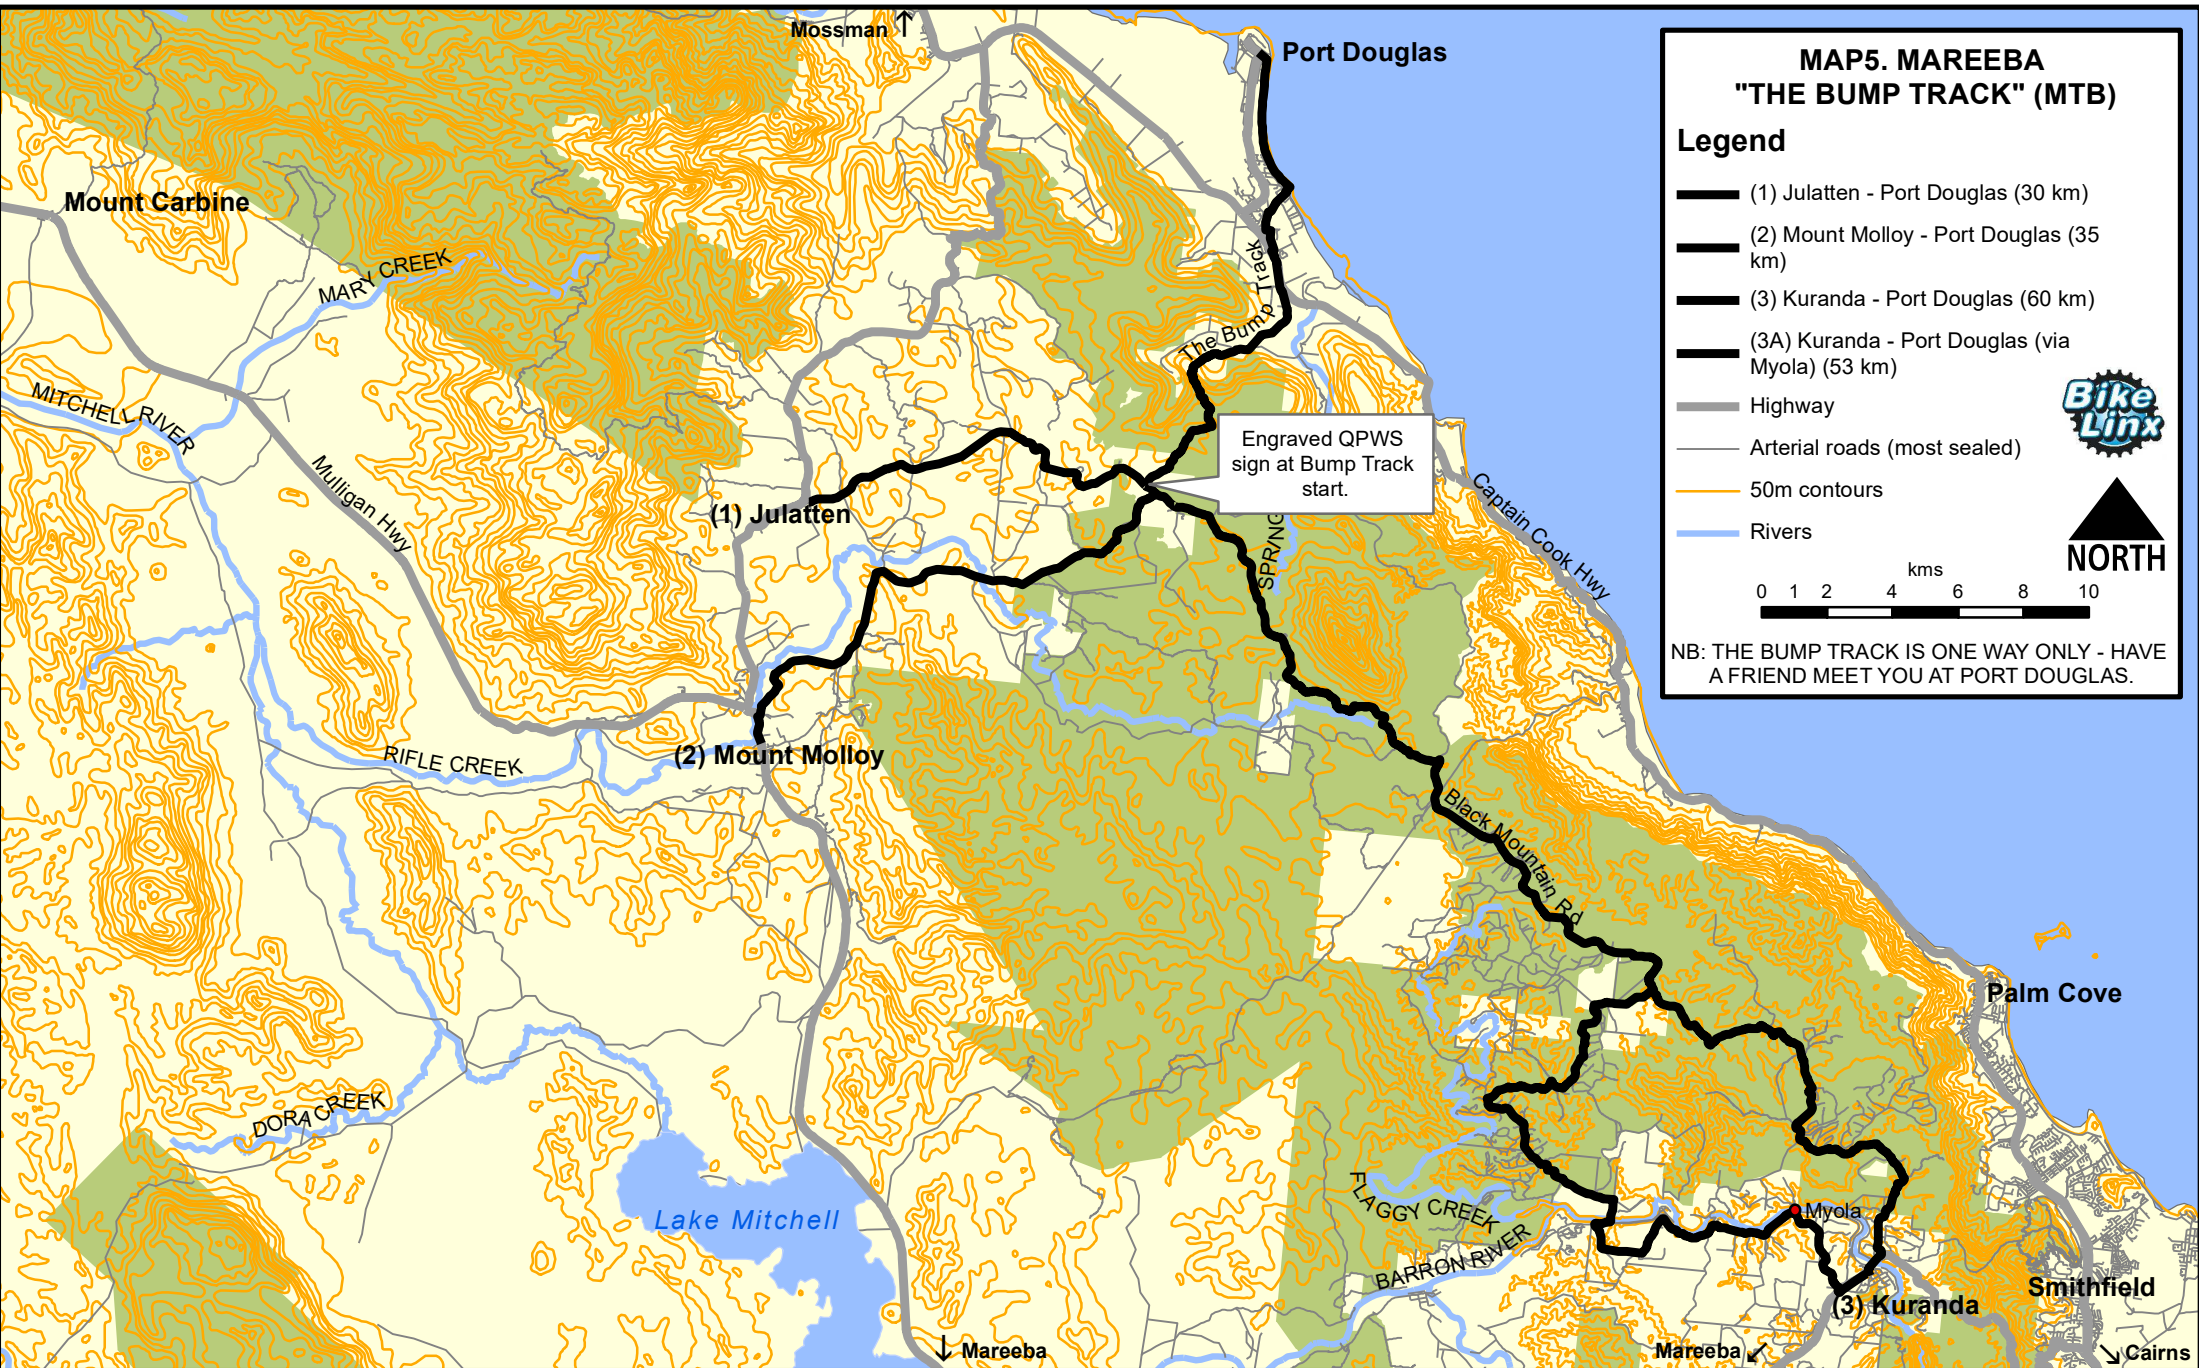 Mossman ↑
Port Douglas
MAP5. MAREEBA
"THE BUMP TRACK" (MTB)
Legend
(1) Julatten - Port Douglas (30 km)
(2) Mount Molloy - Port Douglas (35
km)
(3) Kuranda - Port Douglas (60 km)
(3A) Kuranda - Port Douglas (via
Myola) (53 km)
Highway
Arterial roads (most sealed)
50m contours
Rivers
Bike
Linx
NORTH
kms
0 1 2 4 6 8 10
NB: THE BUMP TRACK IS ONE WAY ONLY - HAVE
A FRIEND MEET YOU AT PORT DOUGLAS.
Mount Carbine
MARY CREEK
The Bump Track
MITCHELL RIVER
Mulligan Hwy
Engraved QPWS
sign at Bump Track
start.
Captain Cook Hwy
(1) Julatten
SPRING
(2) Mount Molloy
RIFLE CREEK
Black Mountain Rd
Palm Cove
DORA CREEK
Lake Mitchell
FLAGGY CREEK
Myola
BARRON RIVER
Smithfield
(3) Kuranda
↓ Mareeba
Mareeba ↙
↘ Cairns